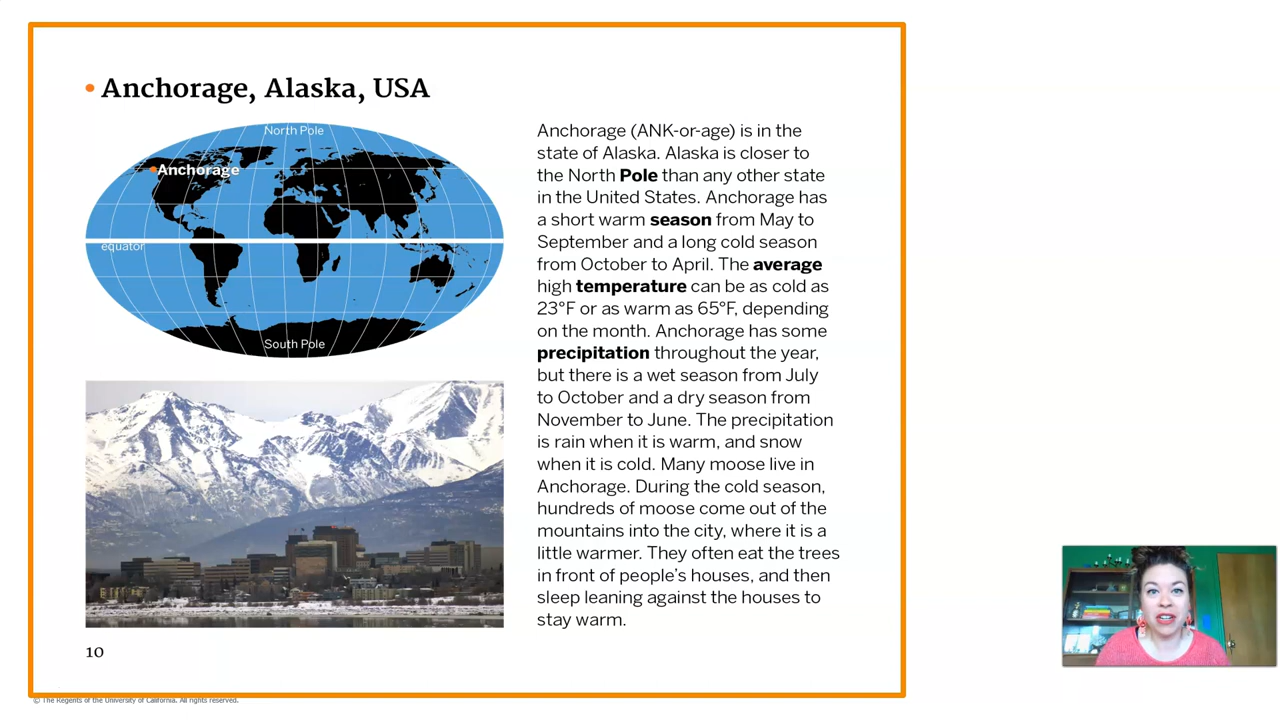 • Anchorage, Alaska, USA
North Pole
Anchorage
equator
South Pole
Anchorage (ANK-or-age) is in the
state of Alaska. Alaska is closer to
the North Pole than any other state
in the United States. Anchorage has
a short warm season from May to
September and a long cold season
from October to April. The average
high temperature can be as cold as
23°F or as warm as 65°F, depending
on the month. Anchorage has some
precipitation throughout the year,
but there is a wet season from July
to October and a dry season from
November to June. The precipitation
is rain when it is warm, and snow
when it is cold. Many moose live in
Anchorage. During the cold season,
hundreds of moose come out of the
mountains into the city, where it is a
little warmer. They often eat the trees
in front of people’s houses, and then
sleep leaning against the houses to
stay warm.
10
© The Regents of the University of California. All rights reserved.